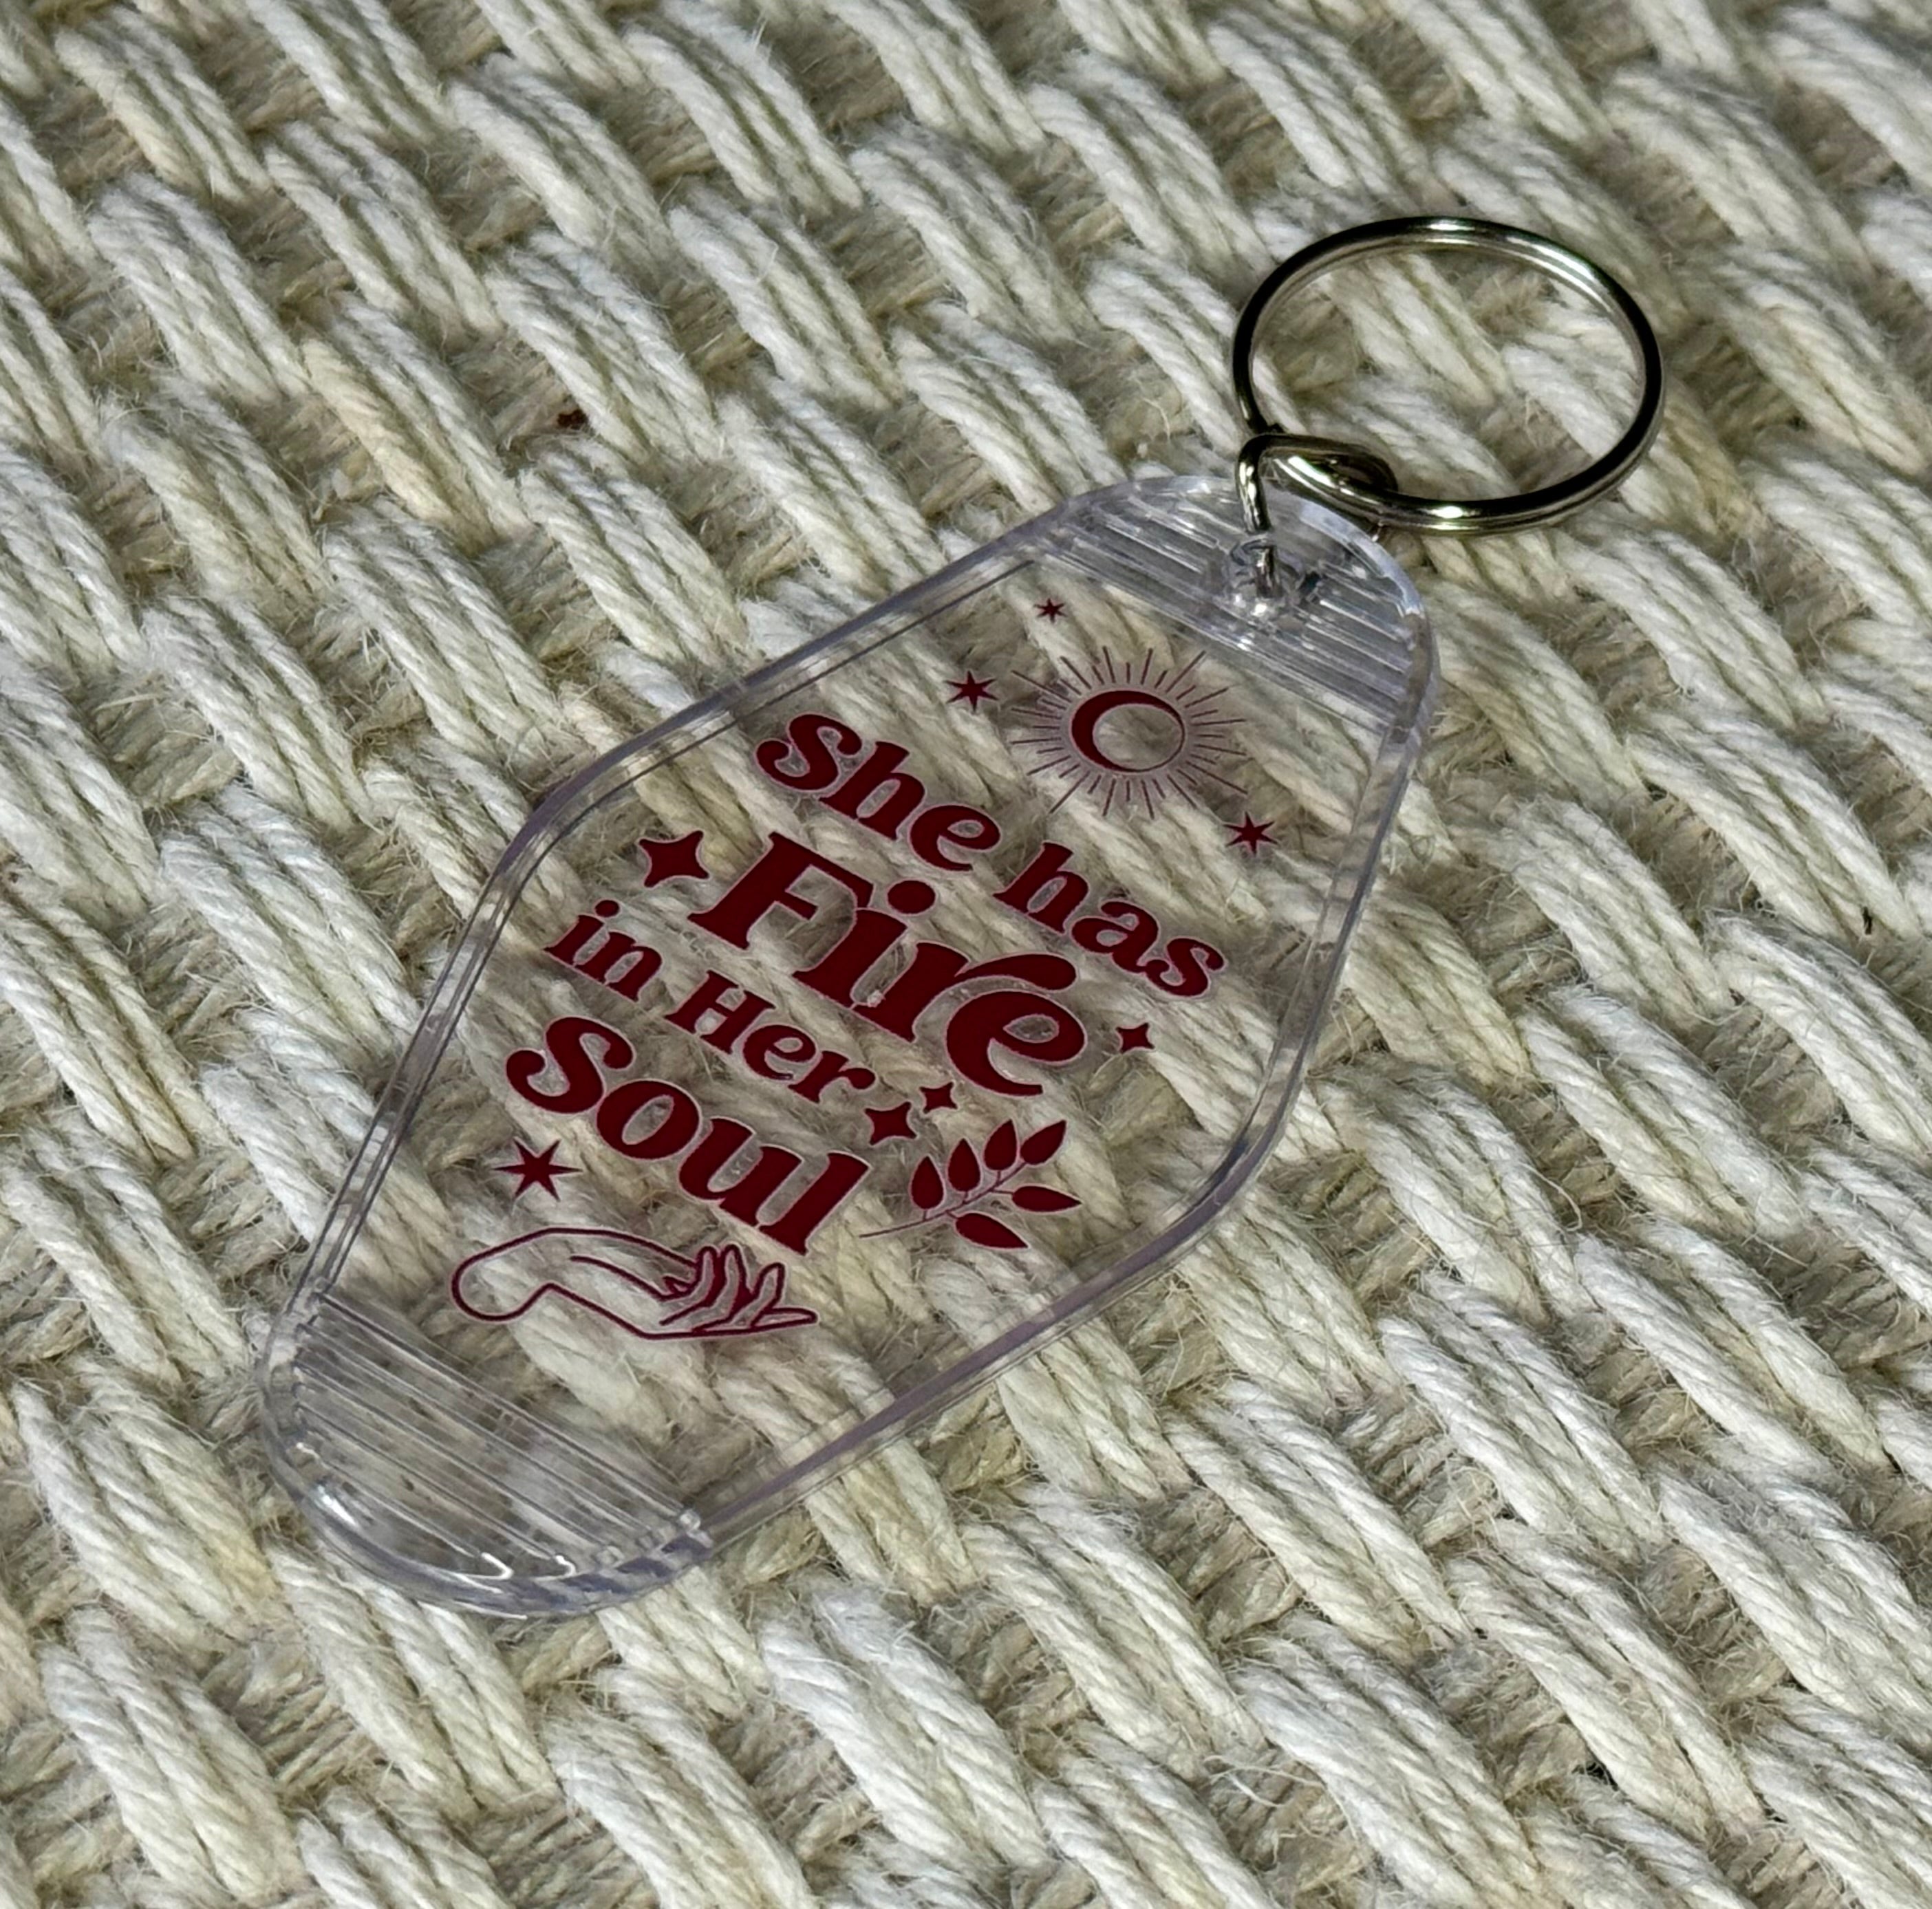 She has
Fire
in Her
Soul